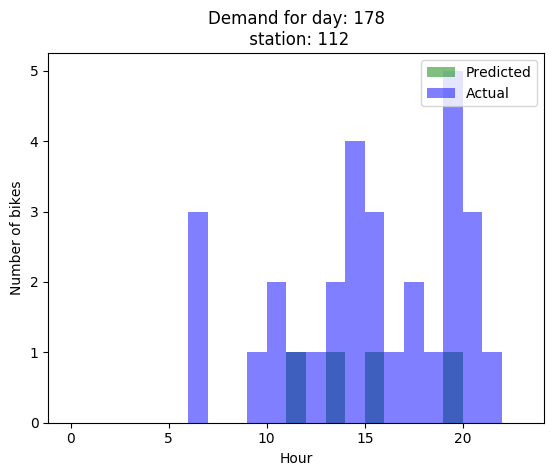 Demand for day: 178
station: 112
Predicted
Actual
Number of bikes
5
4
3
2
1
0
0
5
10
15
20
Hour